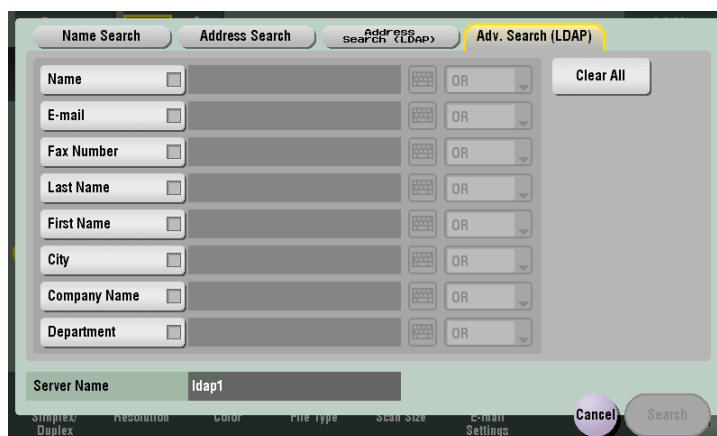 Name Search Address Search Address Search (LDAP) Adv. Search (LDAP)
Name OR Clear All
E-mail OR
Fax Number OR
Last Name OR
First Name OR
City OR
Company Name OR
Department OR
Server Name ldap1
Cancel Search
Simplex/ Resolution Color File Type Scan Size E-mail
Duplex Settings